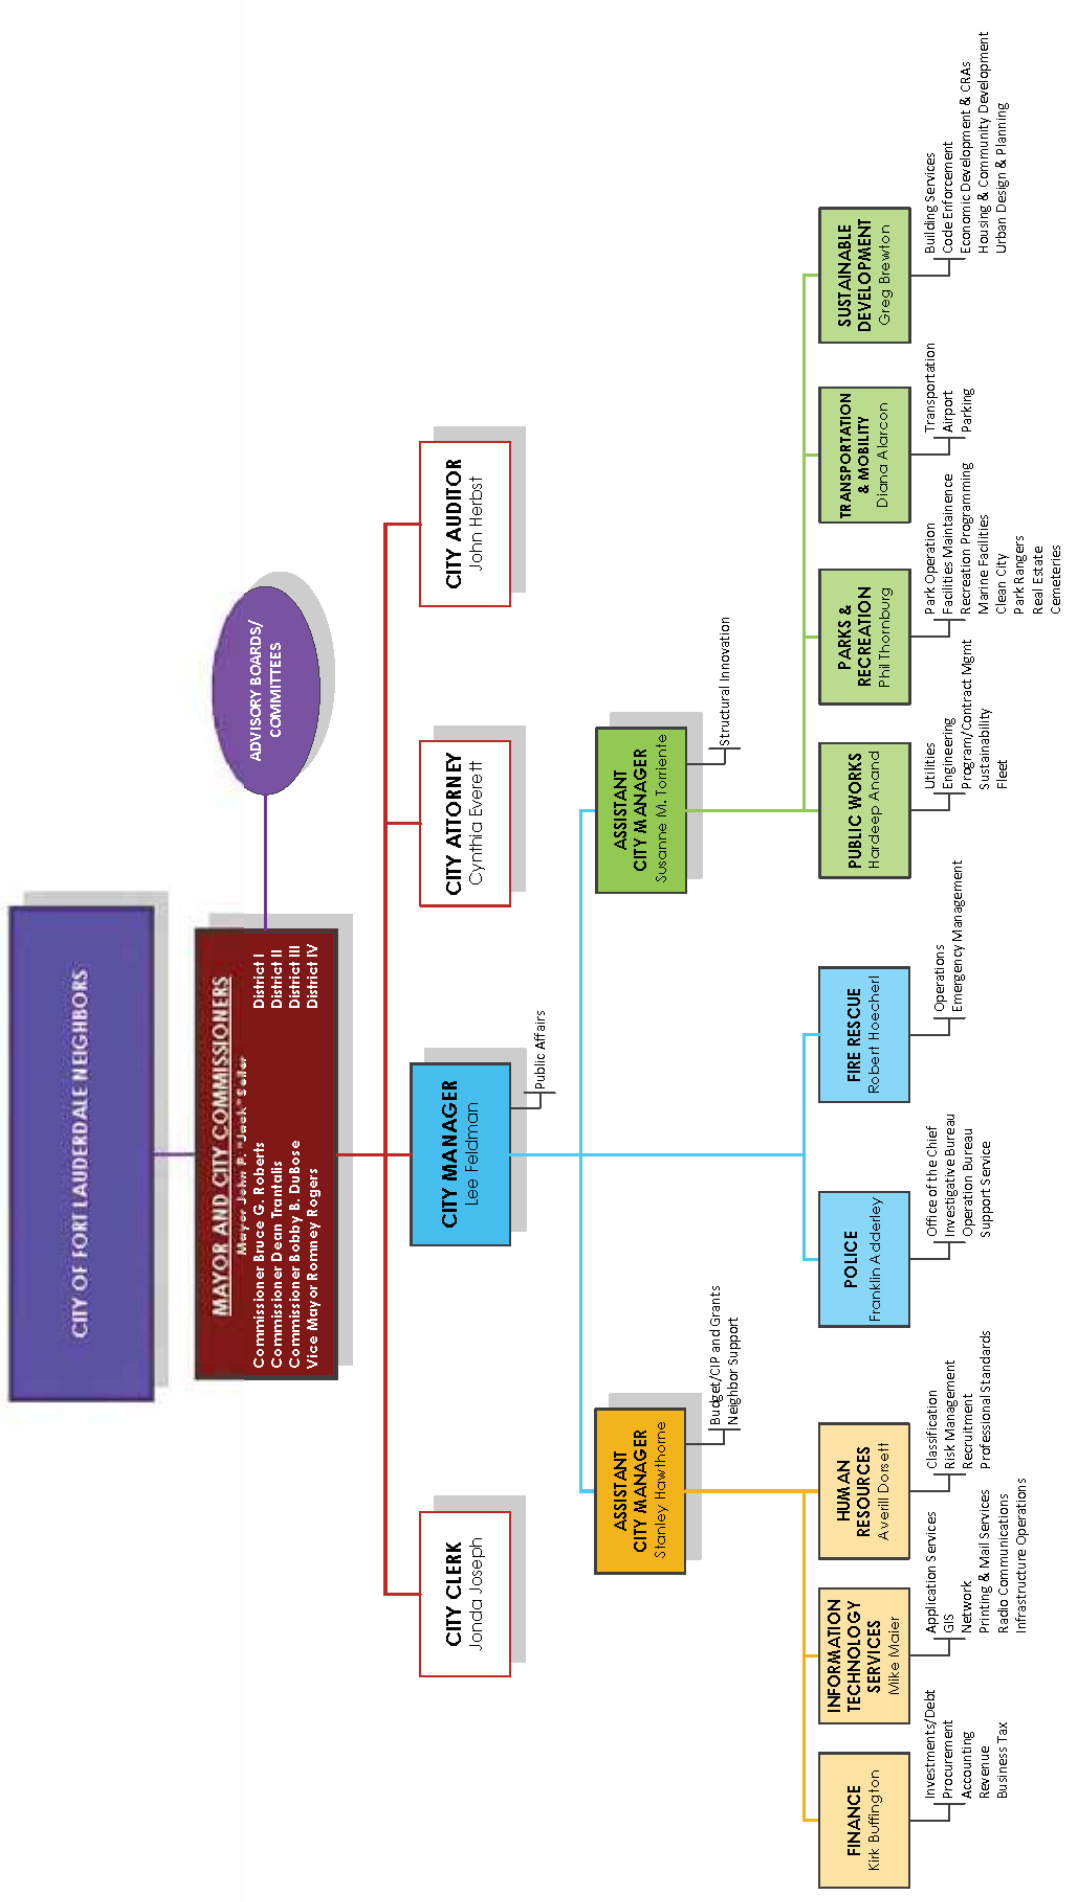 CITY OF FORT LAUDERDALE NEIGHBORS
MAYOR AND CITY COMMISSIONERS
Mayor John P. "Jack" Seiler
Commissioner Bruce G. Roberts District I
Commissioner Dean Trantalis District II
Commissioner Bobby B. DuBose District III
Vice Mayor Romney Rogers District IV
ADVISORY BOARDS/
COMMITTEES
CITY CLERK
Jonda Joseph
CITY MANAGER
Lee Feldman
Public Affairs
CITY ATTORNEY
Cynthia Everett
CITY AUDITOR
John Herbst
ASSISTANT
CITY MANAGER
Stanley Hawthorne
Budget/CIP and Grants
Neighbor Support
ASSISTANT
CITY MANAGER
Susanne M. Torriente
Structural Innovation
FINANCE
Kirk Buffington
Investments/Debt
Procurement
Accounting
Revenue
Business Tax
INFORMATION
TECHNOLOGY
SERVICES
Mike Maier
Application Services
GIS
Network
Printing & Mail Services
Radio Communications
Infrastructure Operations
HUMAN
RESOURCES
Averill Dorsett
Classification
Risk Management
Recruitment
Professional Standards
POLICE
Franklin Adderley
Office of the Chief
Investigative Bureau
Operation Bureau
Support Service
FIRE RESCUE
Robert Hoecherl
Operations
Emergency Management
PUBLIC WORKS
Hardeep Anand
Utilities
Engineering
Program/Contract Mgmt
Sustainability
Fleet
PARKS &
RECREATION
Phil Thornburg
Park Operation
Facilities Maintainence
Recreation Programming
Marine Facilities
Clean City
Park Rangers
Real Estate
Cemeteries
TRANSPORTATION
& MOBILITY
Diana Alarcon
Transportation
Airport
Parking
SUSTAINABLE
DEVELOPMENT
Greg Brewton
Building Services
Code Enforcement
Economic Development & CRAs
Housing & Community Development
Urban Design & Planning